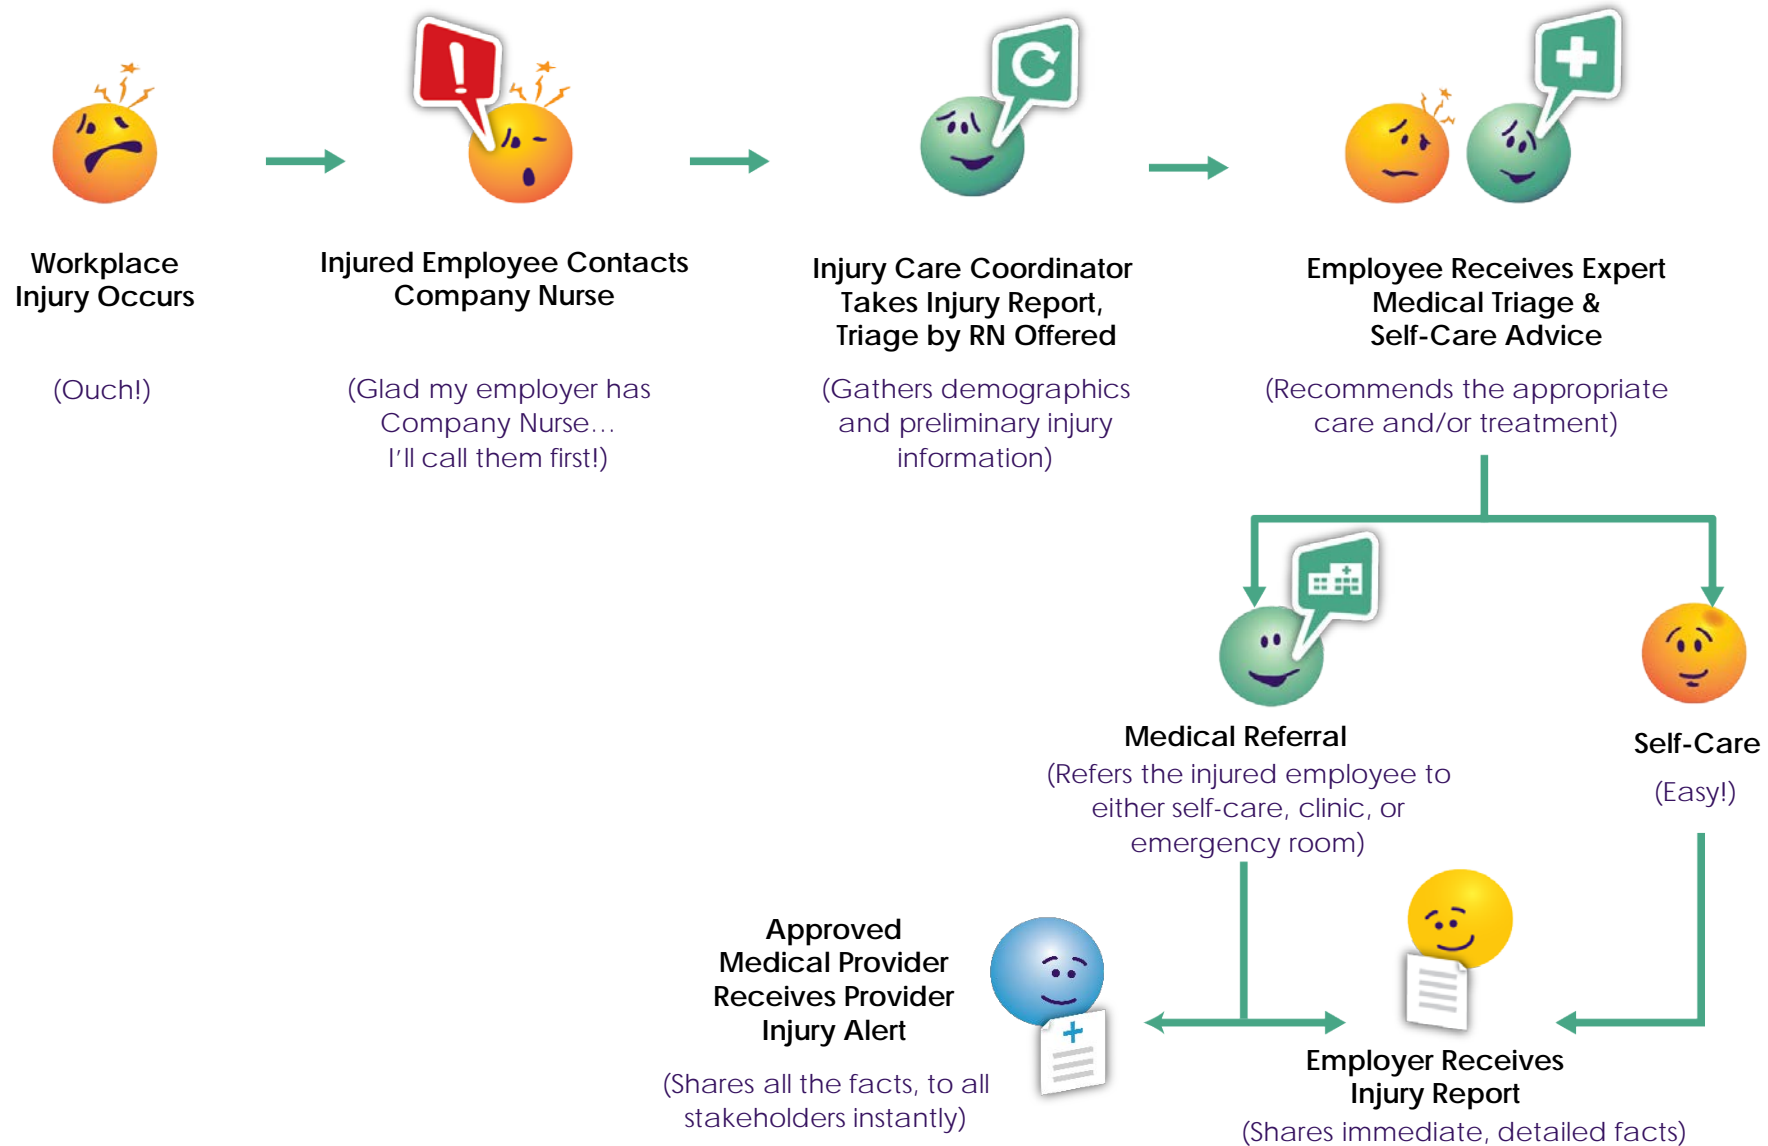 Workplace
Injury Occurs
(Ouch!)
Injured Employee Contacts
Company Nurse
(Glad my employer has
Company Nurse…
I’ll call them first!)
Injury Care Coordinator
Takes Injury Report,
Triage by RN Offered
(Gathers demographics
and preliminary injury
information)
Employee Receives Expert
Medical Triage &
Self-Care Advice
(Recommends the appropriate
care and/or treatment)
Medical Referral
(Refers the injured employee to
either self-care, clinic, or
emergency room)
Self-Care
(Easy!)
Approved
Medical Provider
Receives Provider
Injury Alert
(Shares all the facts, to all
stakeholders instantly)
Employer Receives
Injury Report
(Shares immediate, detailed facts)